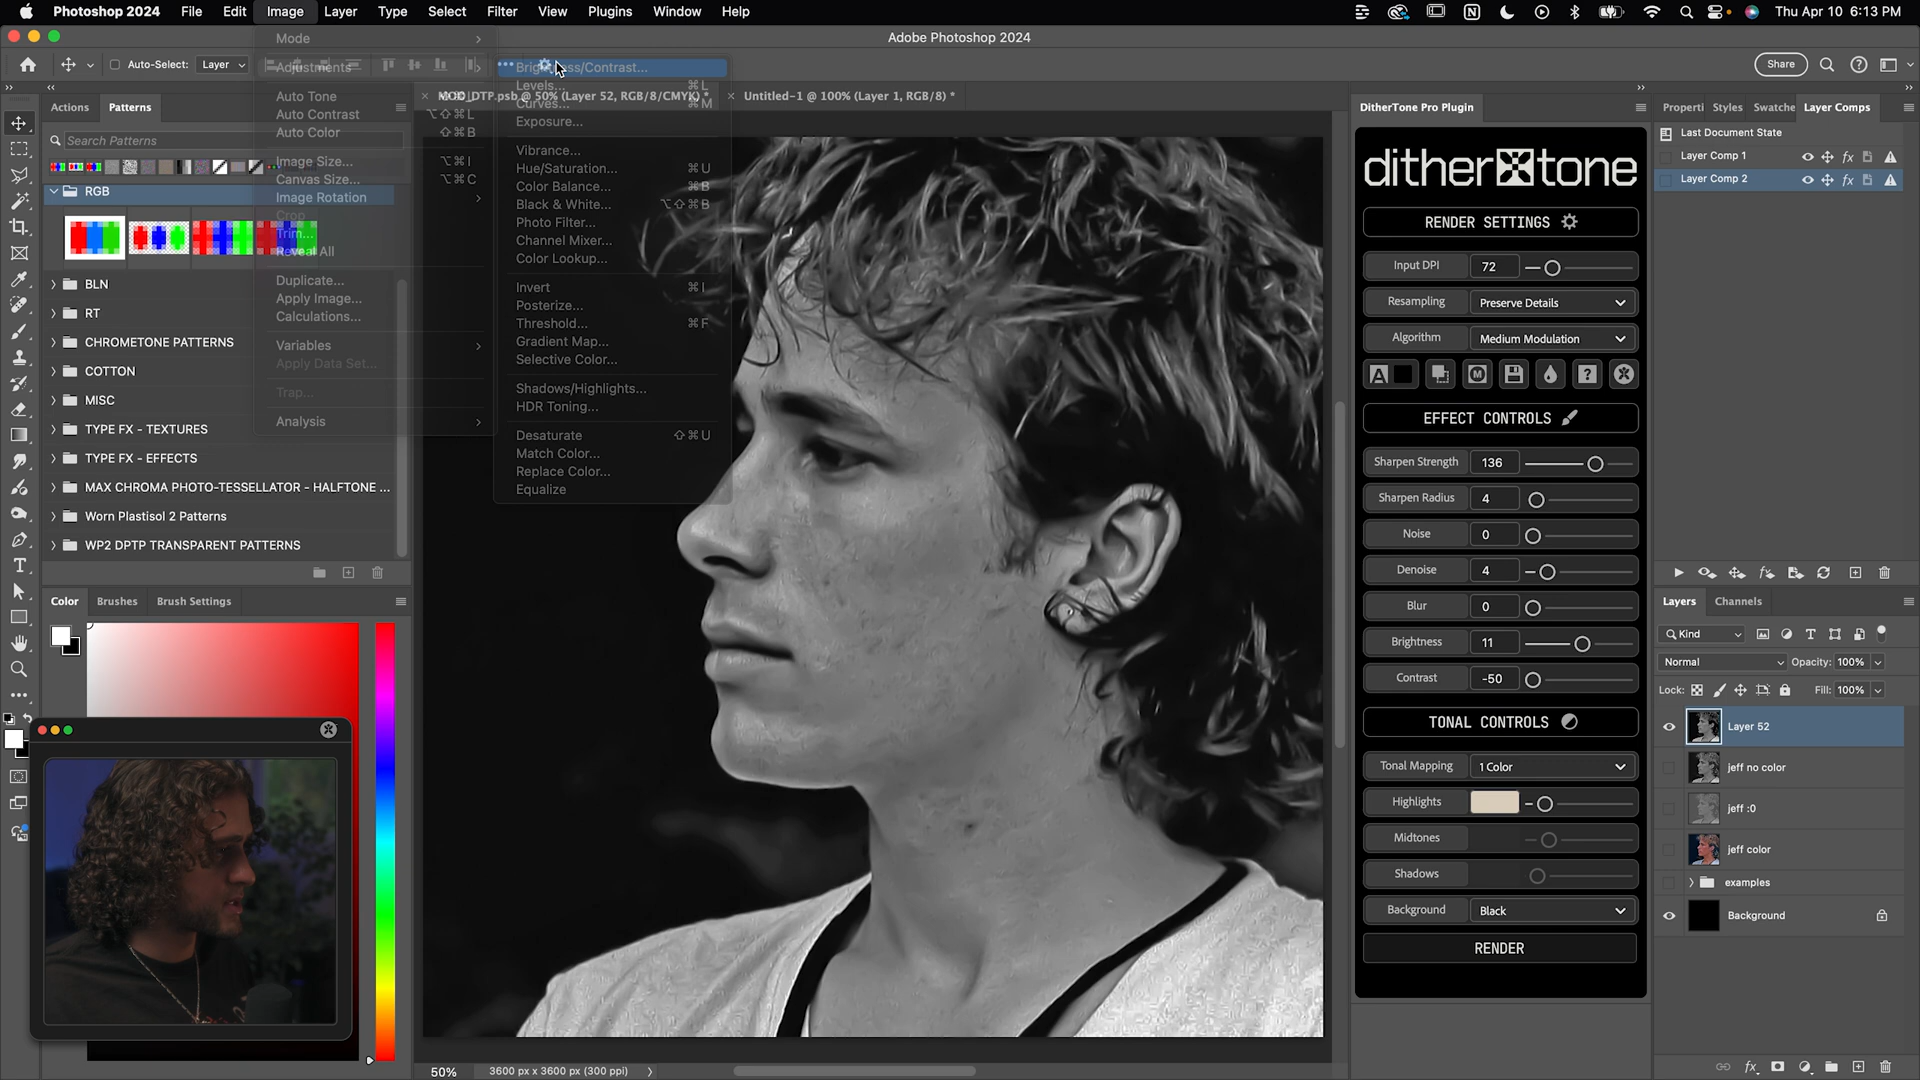 Photoshop 2024 File Edit Image Layer Type Select Filter View Plugins Window Help Thu Apr 10 6:13 PM
Adobe Photoshop 2024
Auto-Select: Layer Share
Actions Patterns
Search Patterns
RGB
BLN
RT
CHROMETONE PATTERNS
COTTON
MISC
TYPE FX - TEXTURES
TYPE FX - EFFECTS
MAX CHROMA PHOTO-TESSELLATOR - HALFTONE ...
Worn Plastisol 2 Patterns
WP2 DPTP TRANSPARENT PATTERNS
Color Brushes Brush Settings
Mode
Adjustments
Auto Tone
Auto Contrast ⌥⇧⌘L
Auto Color ⇧⌘B
Image Size... ⌥⌘I
Canvas Size... ⌥⌘C
Image Rotation
Crop
Trim...
Reveal All
Duplicate...
Apply Image...
Calculations...
Variables
Apply Data Set...
Trap...
Analysis
Brightness/Contrast...
Levels... ⌘L
Curves... ⌘M
Exposure...
Vibrance...
Hue/Saturation... ⌘U
Color Balance... ⌘B
Black & White... ⌥⇧⌘B
Photo Filter...
Channel Mixer...
Color Lookup...
Invert ⌘I
Posterize...
Threshold... ⌘F
Gradient Map...
Selective Color...
Shadows/Highlights...
HDR Toning...
Desaturate ⇧⌘U
Match Color...
Replace Color...
Equalize
_DTP.psb @ 50% (Layer 52, RGB/8/CMYK) *
Untitled-1 @ 100% (Layer 1, RGB/8) *
50% 3600 px x 3600 px (300 ppi)
DitherTone Pro Plugin
dither tone
RENDER SETTINGS
Input DPI 72
Resampling Preserve Details
Algorithm Medium Modulation
A M ?
EFFECT CONTROLS
Sharpen Strength 136
Sharpen Radius 4
Noise 0
Denoise 4
Blur 0
Brightness 11
Contrast -50
TONAL CONTROLS
Tonal Mapping 1 Color
Highlights
Midtones
Shadows
Background Black
RENDER
Properti Styles Swatche Layer Comps
Last Document State
Layer Comp 1
Layer Comp 2
Layers Channels
Kind
Normal Opacity: 100%
Lock: Fill: 100%
Layer 52
jeff no color
jeff :0
jeff color
examples
Background